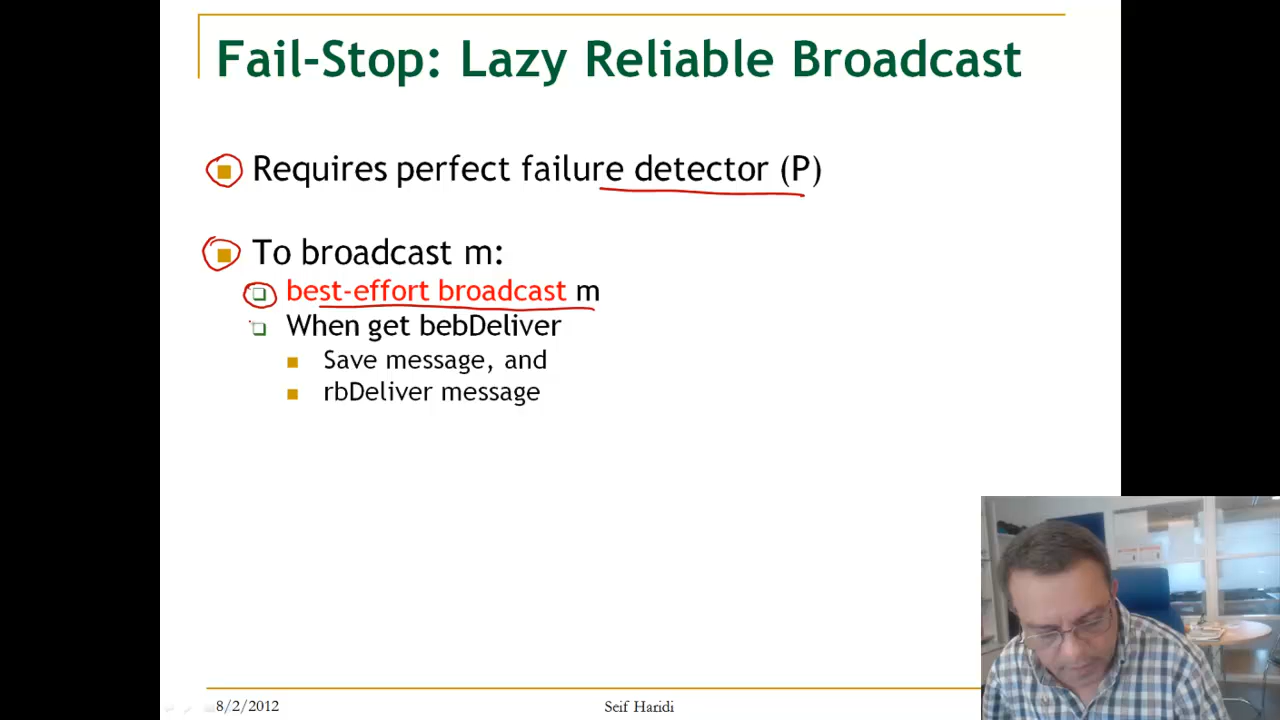 Fail-Stop: Lazy Reliable Broadcast
Requires perfect failure detector (P)
To broadcast m:
best-effort broadcast m
When get bebDeliver
Save message, and
rbDeliver message
8/2/2012
Seif Haridi